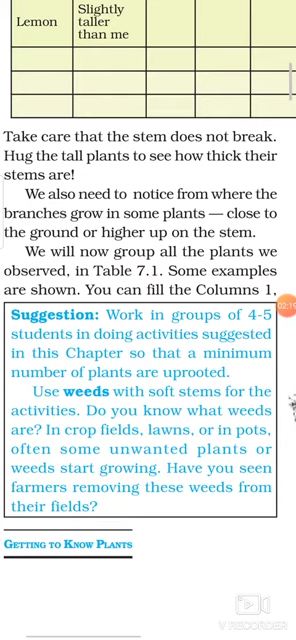 Lemon
Slightly
taller
than me
Take care that the stem does not break.
Hug the tall plants to see how thick their
stems are!
We also need to notice from where the
branches grow in some plants — close to
the ground or higher up on the stem.
We will now group all the plants we
observed, in Table 7.1. Some examples
are shown. You can fill the Columns 1,
02:19
Suggestion: Work in groups of 4-5
students in doing activities suggested
in this Chapter so that a minimum
number of plants are uprooted.
Use weeds with soft stems for the
activities. Do you know what weeds
are? In crop fields, lawns, or in pots,
often some unwanted plants or
weeds start growing. Have you seen
farmers removing these weeds from
their fields?
GETTING TO KNOW PLANTS
V RECORDER